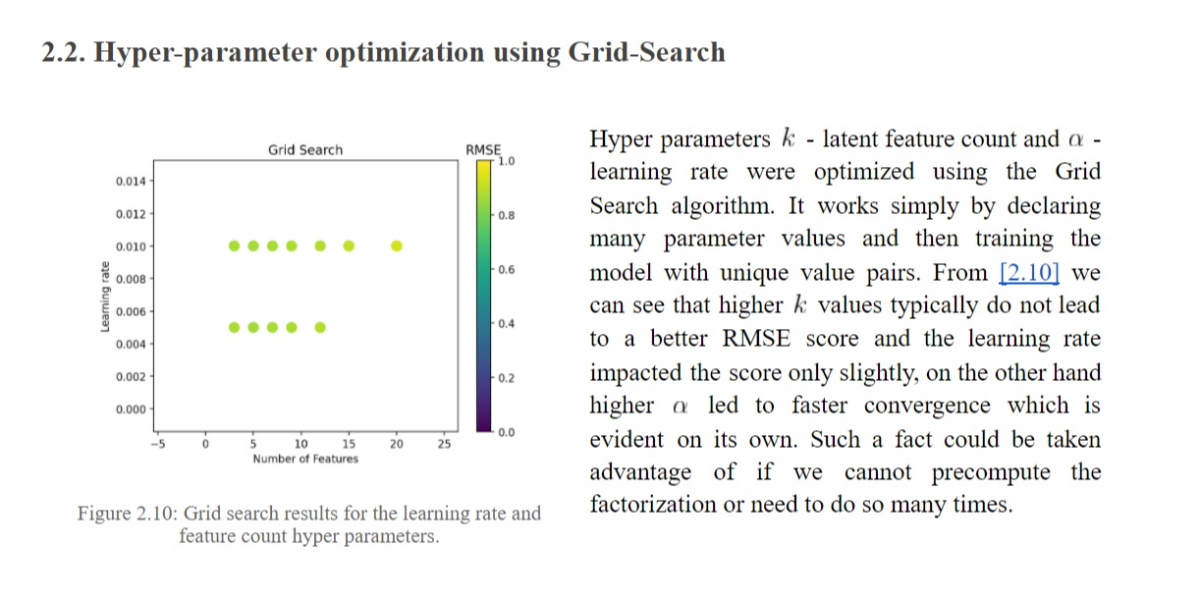 2.2. Hyper-parameter optimization using Grid-Search
Grid Search
RMSE
1.0
0.8
0.6
0.4
0.2
0.0
Learning rate
0.014
0.012
0.010
0.008
0.006
0.004
0.002
0.000
−5 0 5 10 15 20 25
Number of Features
Figure 2.10: Grid search results for the learning rate and
feature count hyper parameters.
Hyper parameters k - latent feature count and α -
learning rate were optimized using the Grid
Search algorithm. It works simply by declaring
many parameter values and then training the
model with unique value pairs. From [2.10] we
can see that higher k values typically do not lead
to a better RMSE score and the learning rate
impacted the score only slightly, on the other hand
higher α led to faster convergence which is
evident on its own. Such a fact could be taken
advantage of if we cannot precompute the
factorization or need to do so many times.